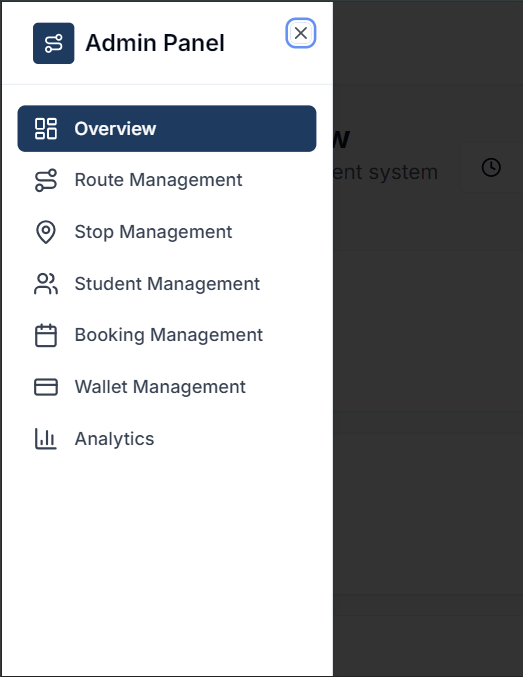 Admin Panel
Overview
Route Management
ent system
Stop Management
Student Management
Booking Management
Wallet Management
Analytics